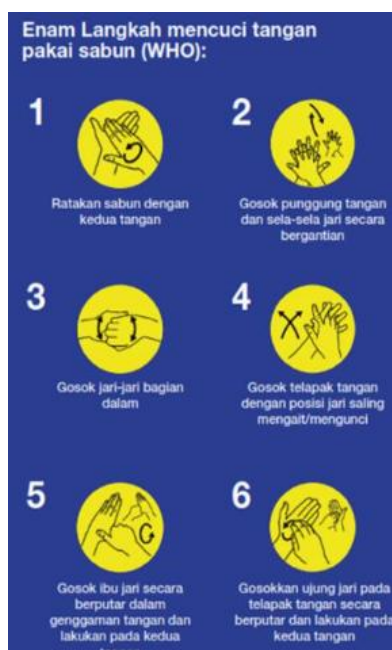 Enam Langkah mencuci tangan
pakai sabun (WHO):
1
Ratakan sabun dengan
kedua tangan
2
Gosok punggung tangan
dan sela-sela jari secara
bergantian
3
Gosok jari-jari bagian
dalam
4
Gosok telapak tangan
dengan posisi jari saling
mengait/mengunci
5
Gosok ibu jari secara
berputar dalam
genggaman tangan dan
lakukan pada kedua
6
Gosokkan ujung jari pada
telapak tangan secara
berputar dan lakukan pada
kedua tangan